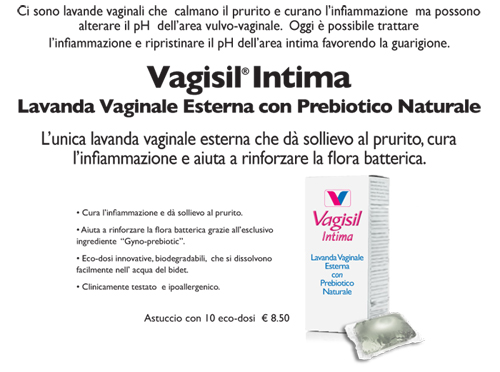 Ci sono lavande vaginali che calmano il prurito e curano l'infiammazione ma possono
alterare il pH dell'area vulvo-vaginale. Oggi è possibile trattare
l'infiammazione e ripristinare il pH dell'area intima favorendo la guarigione.
Vagisil® Intima
Lavanda Vaginale Esterna con Prebiotico Naturale
L'unica lavanda vaginale esterna che dà sollievo al prurito, cura
l'infiammazione e aiuta a rinforzare la flora batterica.
• Cura l'infiammazione e dà sollievo al prurito.
• Aiuta a rinforzare la flora batterica grazie all'esclusivo
ingrediente "Gyno-prebiotic".
• Eco-dosi innovative, biodegradabili, che si dissolvono
facilmente nell' acqua del bidet.
• Clinicamente testato e ipoallergenico.
Astuccio con 10 eco-dosi € 8.50
Vagisil
Intima
Lavanda Vaginale
Esterna
con
Prebiotico
Naturale